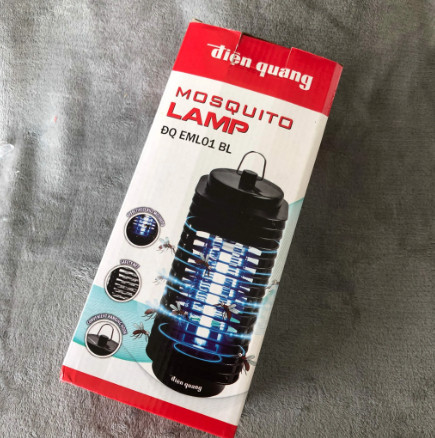 điện quang
MOSQUITO
LAMP
ĐQ EML01 BL
điện quang